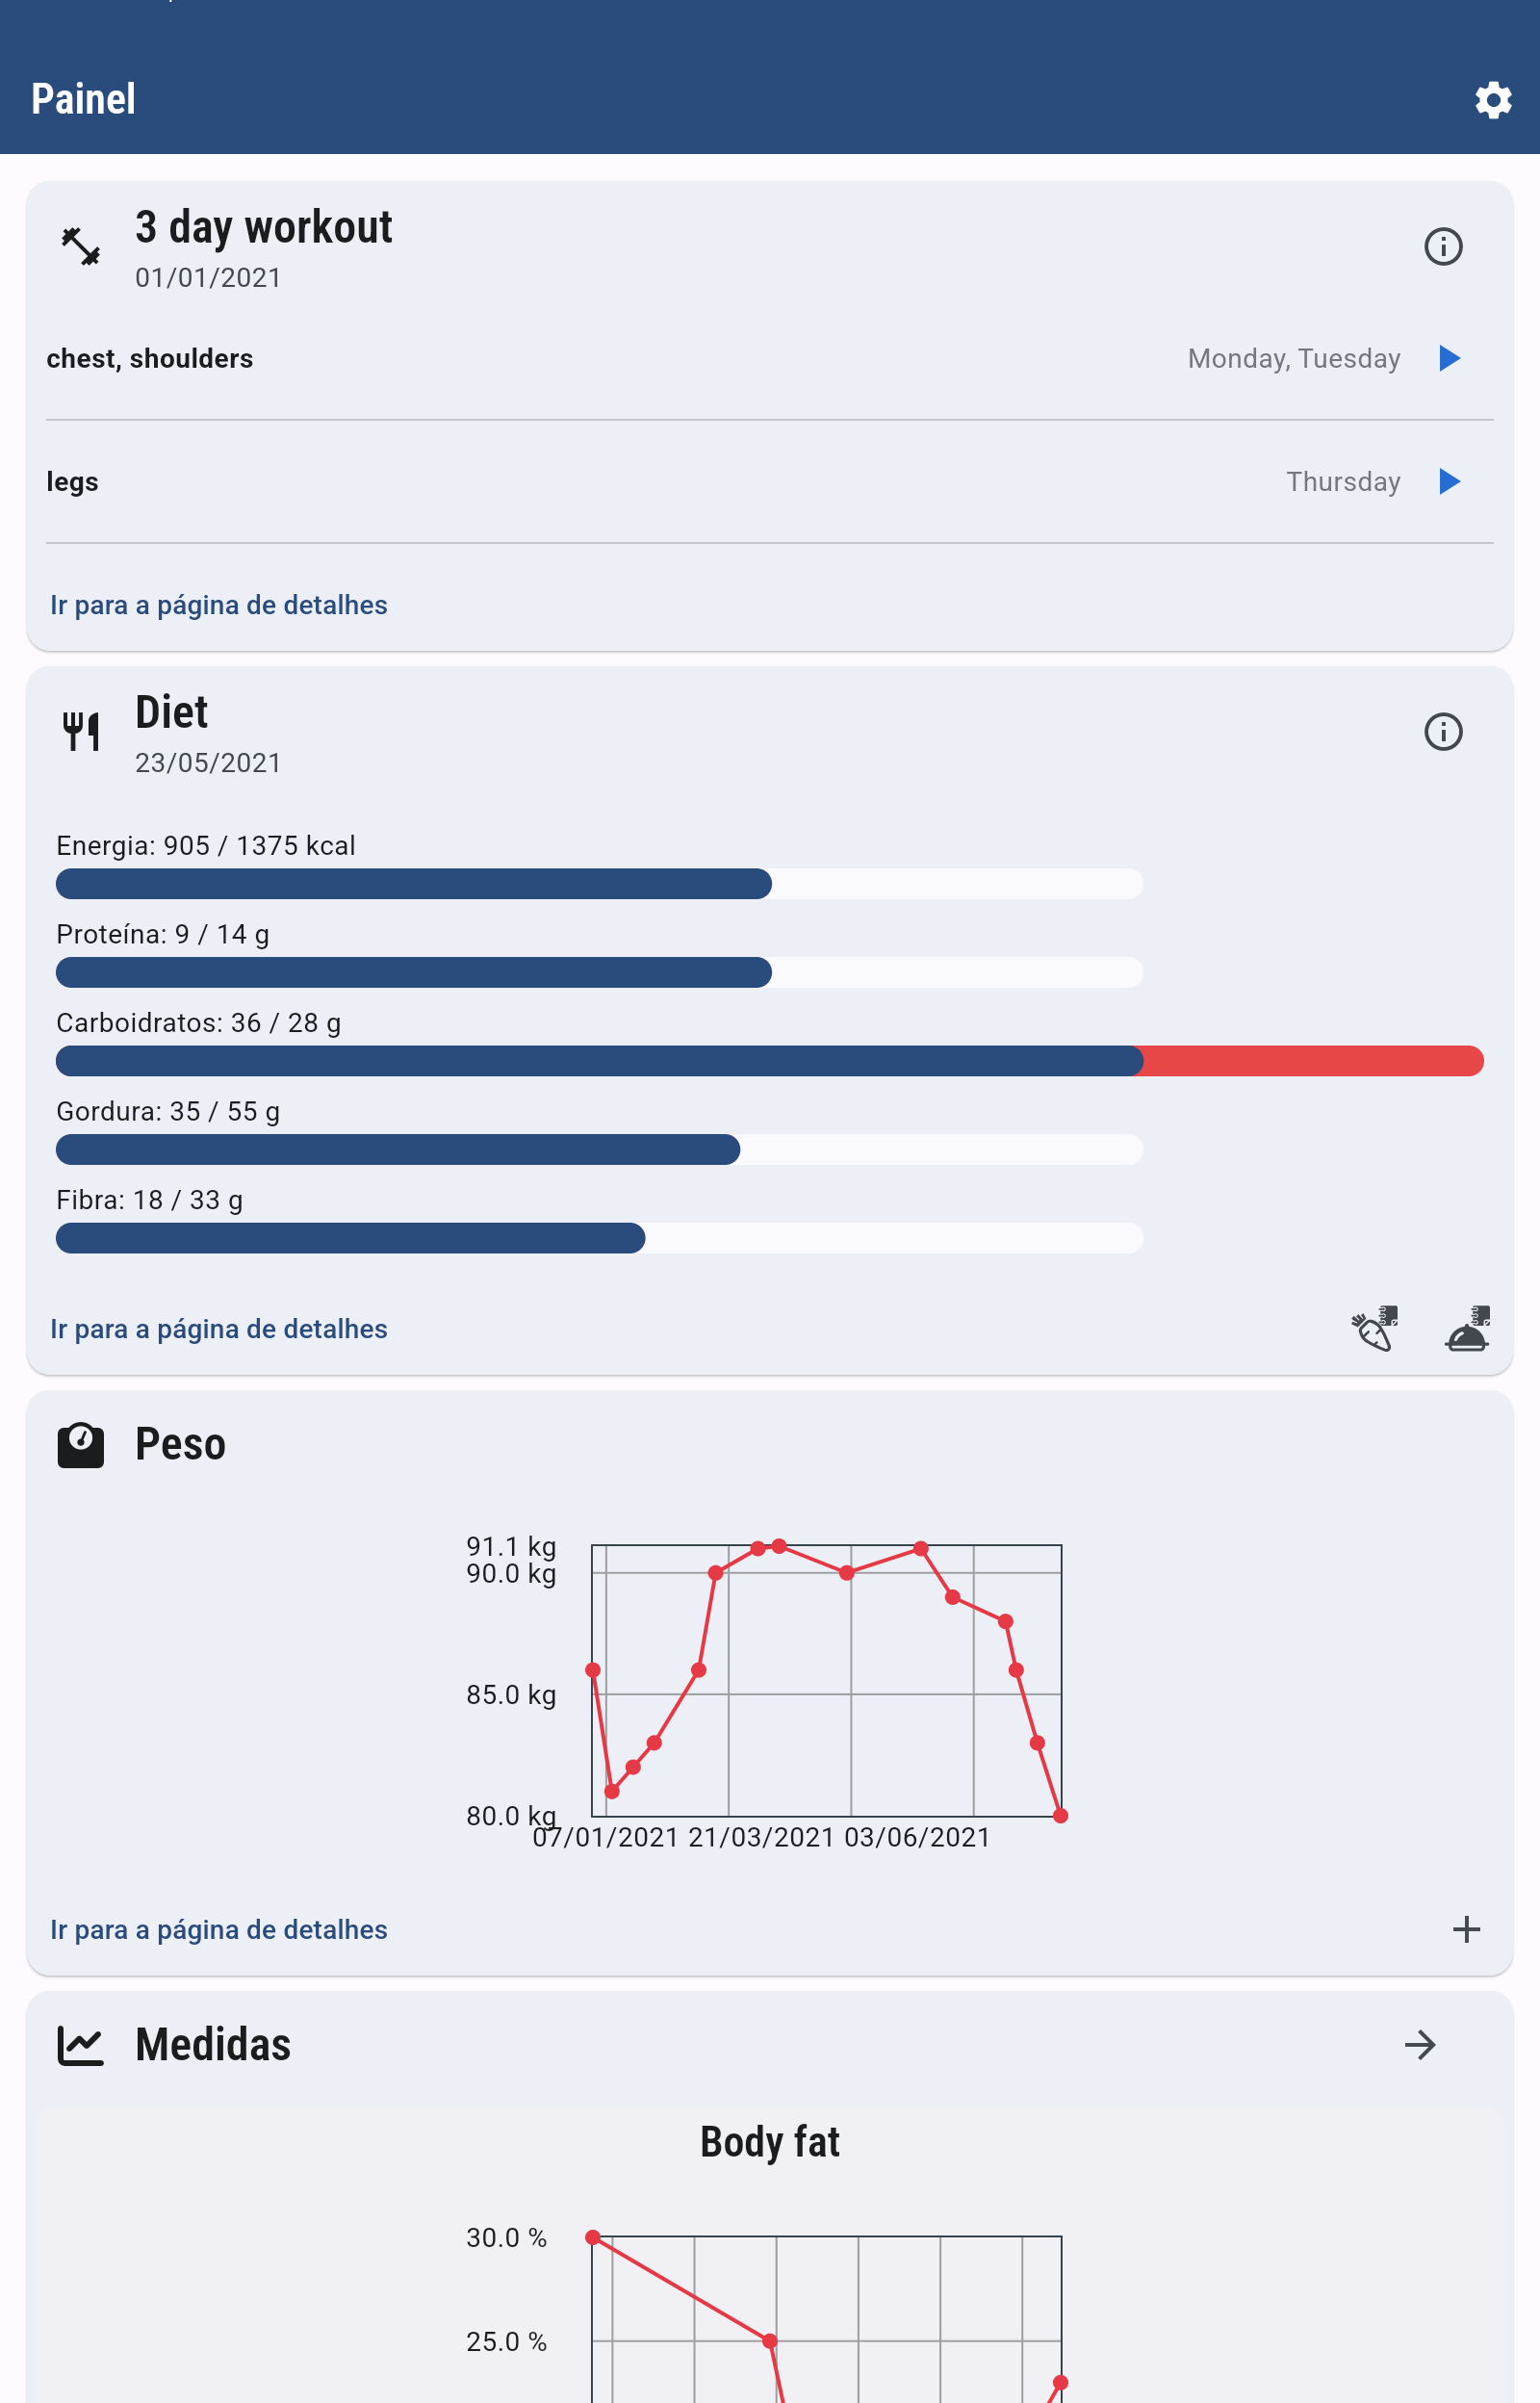 Painel
3 day workout
01/01/2021
chest, shoulders
Monday, Tuesday
legs
Thursday
Ir para a página de detalhes
Diet
23/05/2021
Energia: 905 / 1375 kcal
Proteína: 9 / 14 g
Carboidratos: 36 / 28 g
Gordura: 35 / 55 g
Fibra: 18 / 33 g
Ir para a página de detalhes
Peso
91.1 kg
90.0 kg
85.0 kg
80.0 kg
07/01/2021 21/03/2021 03/06/2021
Ir para a página de detalhes
Medidas
Body fat
30.0 %
25.0 %